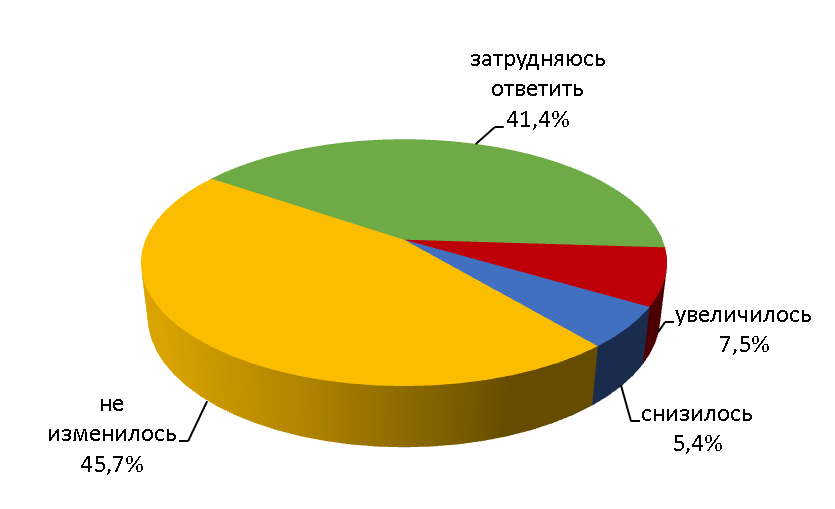 затрудняюсь
ответить
41,4%
увеличилось
7,5%
снизилось
5,4%
не
изменилось
45,7%